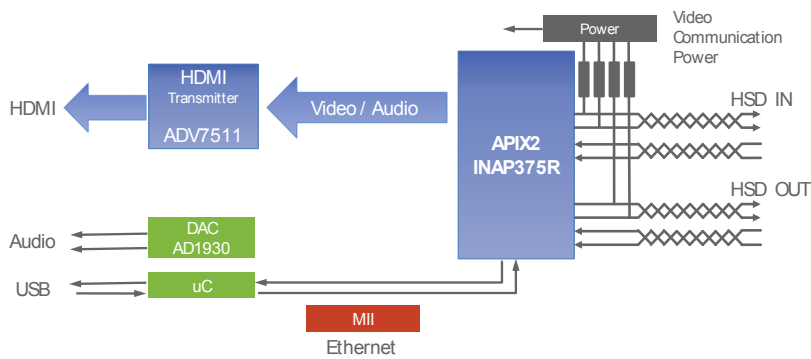 Power
Video
Communication
Power
HDMI
HDMI
Transmitter
ADV7511
Video / Audio
APIX2
INAP375R
HSD IN
HSD OUT
Audio
DAC
AD1930
USB
uC
MII
Ethernet